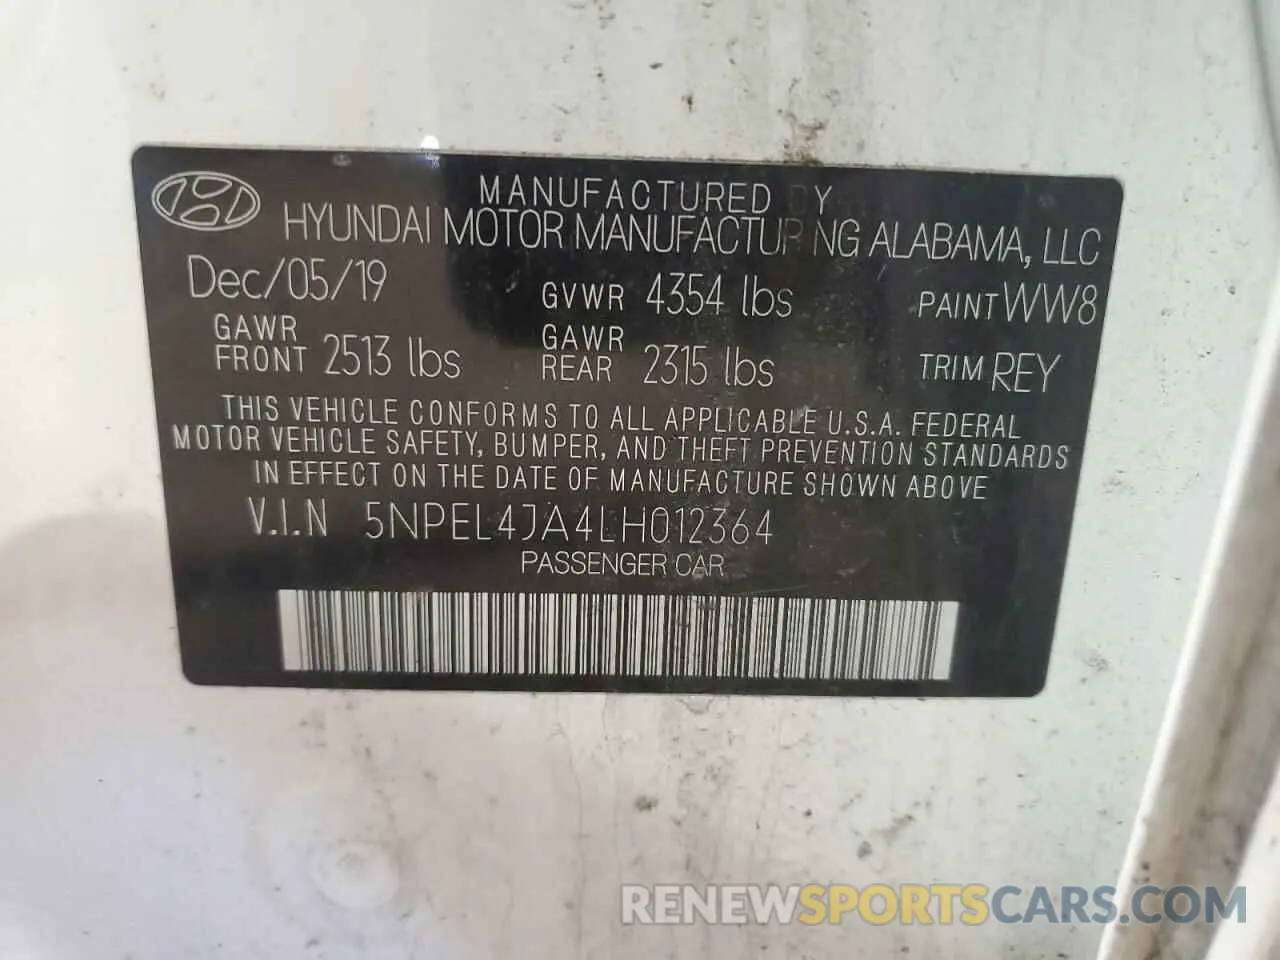 MANUFACTURED BY
HYUNDAI MOTOR MANUFACTURING ALABAMA, LLC
Dec/05/19 GVWR 4354 lbs PAINT WW8
GAWR FRONT 2513 lbs GAWR REAR 2315 lbs TRIM REY
THIS VEHICLE CONFORMS TO ALL APPLICABLE U.S.A. FEDERAL
MOTOR VEHICLE SAFETY, BUMPER, AND THEFT PREVENTION STANDARDS
IN EFFECT ON THE DATE OF MANUFACTURE SHOWN ABOVE
V.I.N 5NPEL4JA4LH012364
PASSENGER CAR
RENEWSPORTSCARS.COM